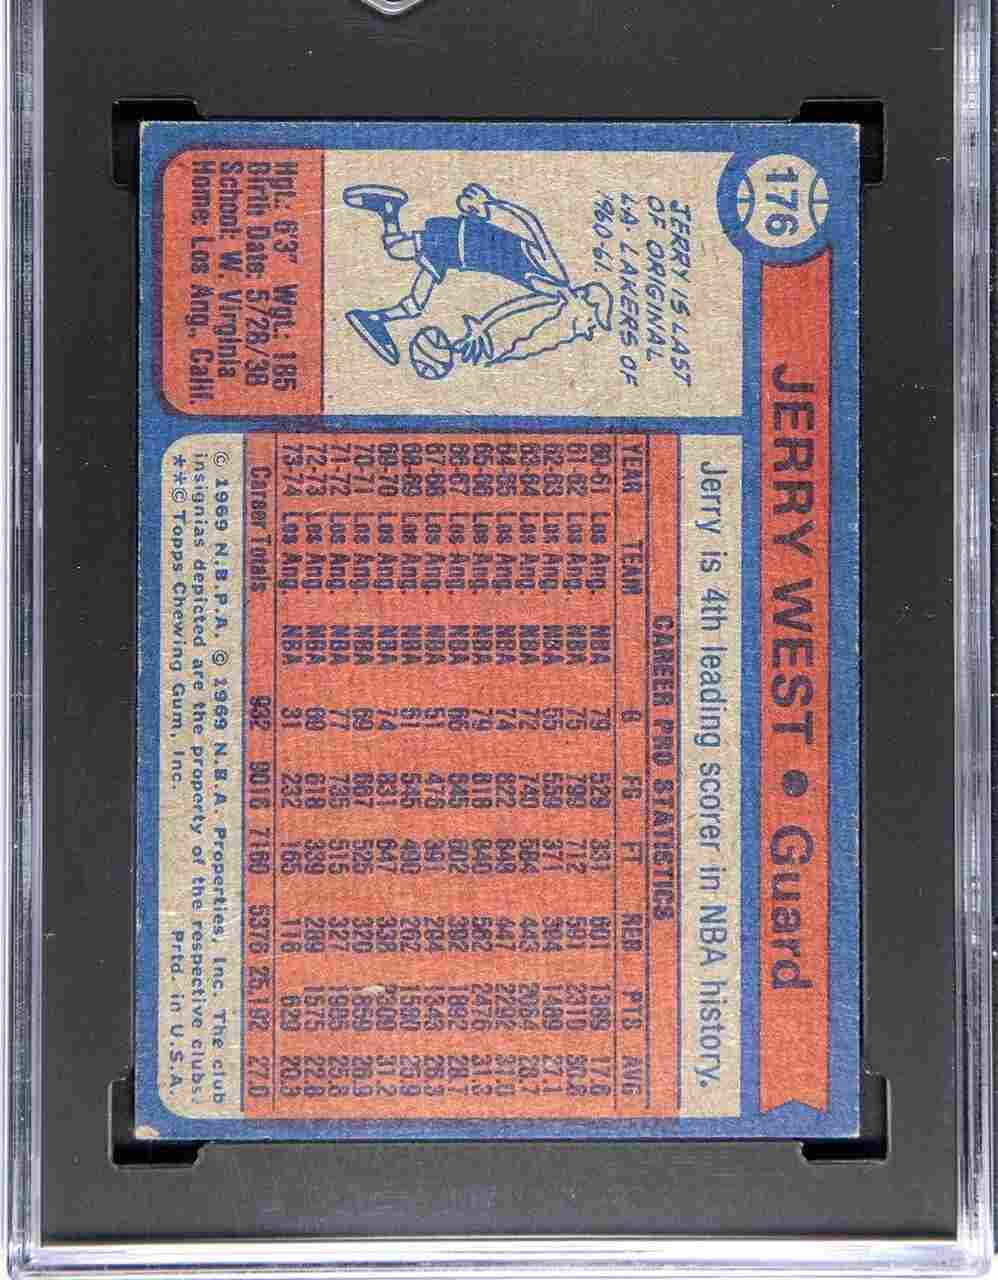 176
JERRY WEST • Guard
JERRY IS LAST
OF ORIGINAL
LA LAKERS OF
1960-61.
Hgt.: 6'3" Wgt.: 185
Birth Date: 5/28/38
School: W. Virginia
Home: Los Ang., Calif.
Jerry is 4th leading scorer in NBA history.
CAREER PRO STATISTICS
YEAR TEAM G FG FT REB PTS AVG
60-61 Los Ang. NBA 79 529 331 1389 17.6
61-62 Los Ang. NBA 75 799 712 591 2310 30.8
62-63 Los Ang. NBA 55 559 371 384 1489 27.1
63-64 Los Ang. NBA 72 740 584 443 2064 28.7
64-65 Los Ang. NBA 74 822 648 447 2292 31.0
65-66 Los Ang. NBA 79 818 840 562 2476 31.3
66-67 Los Ang. NBA 66 645 602 392 1892 28.7
67-68 Los Ang. NBA 51 476 391 294 1343 26.3
68-69 Los Ang. NBA 61 545 490 262 1580 25.9
69-70 Los Ang. NBA 74 831 647 338 2309 31.2
70-71 Los Ang. NBA 69 667 525 320 1859 26.9
71-72 Los Ang. NBA 77 735 515 327 1985 25.8
72-73 Los Ang. NBA 69 618 339 289 1575 22.8
73-74 Los Ang. NBA 31 232 165 116 629 20.3
Career Totals 932 9016 7160 5376 25,192 27.0
© 1969 N.B.P.A. © 1969 N.B.A. Properties, Inc. The club
insignias depicted are the property of the respective clubs.
**© Topps Chewing Gum, Inc. Prtd. in U.S.A.